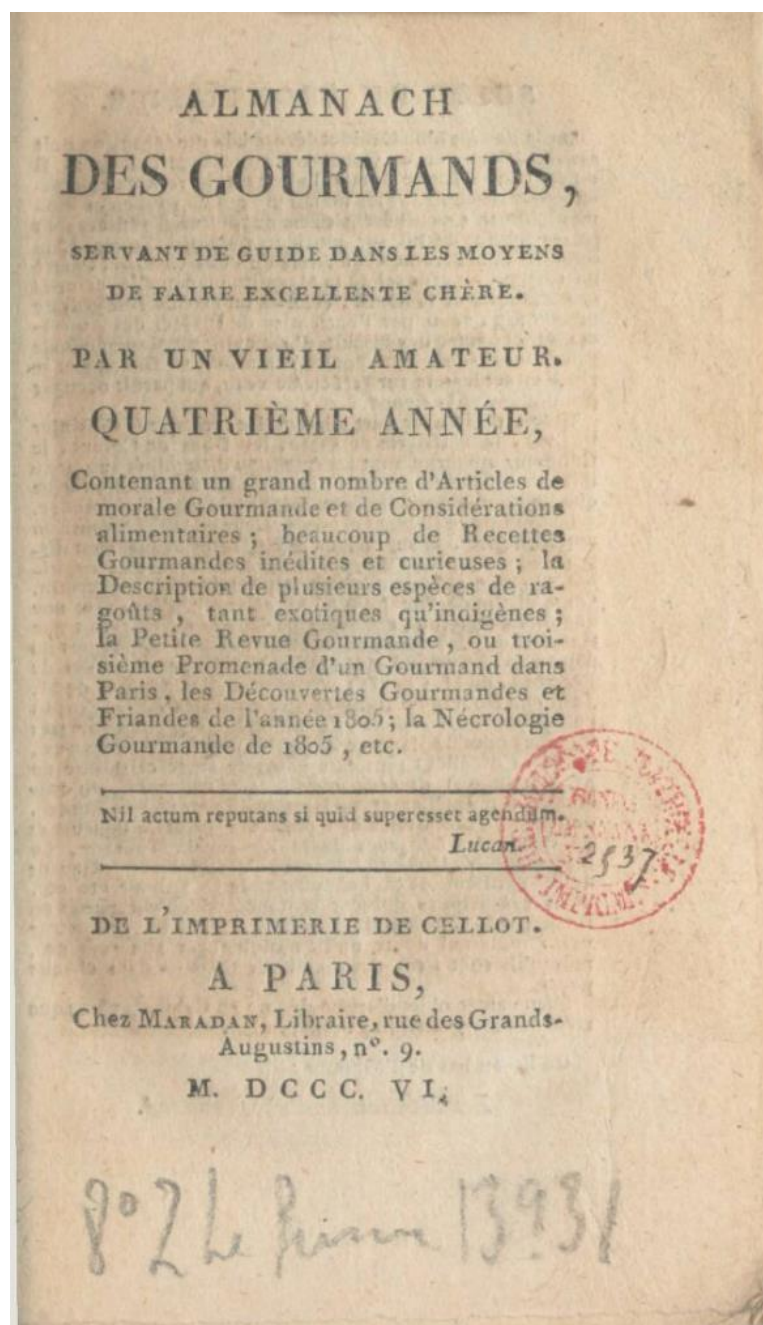 ALMANACH
DES GOURMANDS,
SERVANT DE GUIDE DANS LES MOYENS
DE FAIRE EXCELLENTE CHÈRE.
PAR UN VIEIL AMATEUR.
QUATRIÈME ANNÉE,
Contenant un grand nombre d'Articles de
morale Gourmande et de Considérations
alimentaires ; beaucoup de Recettes
Gourmandes inédites et curieuses ; la
Description de plusieurs espèces de ra-
goûts , tant exotiques qu'indigènes ;
la Petite Revue Gourmande , ou troi-
sième Promenade d'un Gourmand dans
Paris , les Découvertes Gourmandes et
Friandes de l'année 1805 ; la Nécrologie
Gourmande de 1805 , etc.
Nil actum reputans si quid superesset agendum.
Lucan.
2537
DE L'IMPRIMERIE DE CELLOT.
A PARIS,
Chez MARADAN, Libraire, rue des Grands-
Augustins, n°. 9.
M. DCCC. VI.
8° Z Le Senne 13931